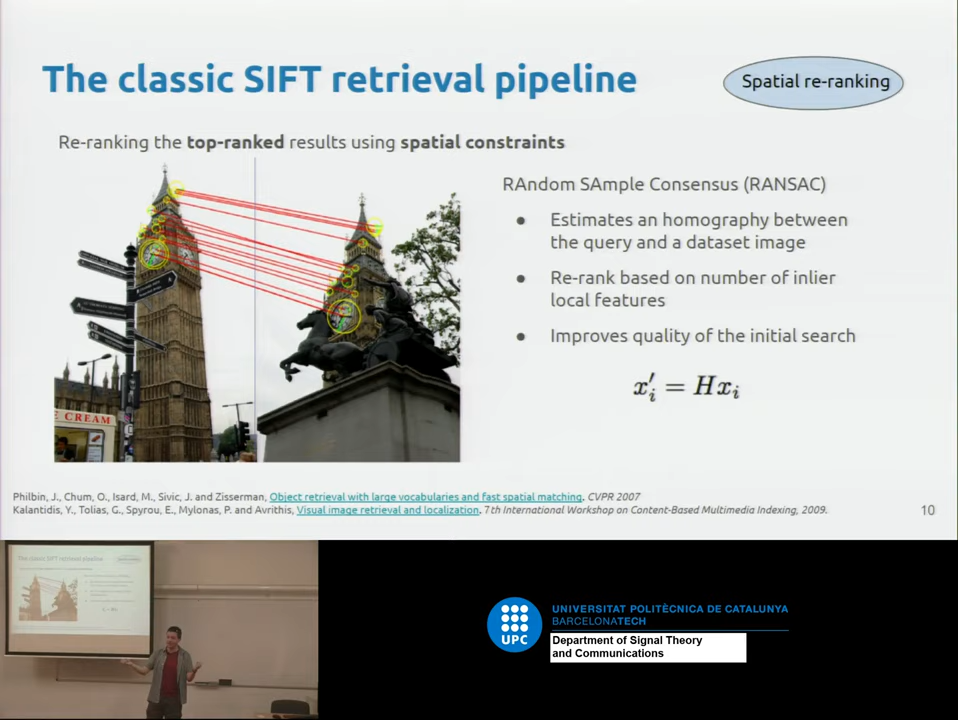 The classic SIFT retrieval pipeline
Spatial re-ranking
Re-ranking the top-ranked results using spatial constraints
RAndom SAmple Consensus (RANSAC)
● Estimates an homography between
the query and a dataset image
● Re-rank based on number of inlier
local features
● Improves quality of the initial search
x′ᵢ = Hxᵢ
E CREAM
Philbin, J., Chum, O., Isard, M., Sivic, J. and Zisserman, Object retrieval with large vocabularies and fast spatial matching. CVPR 2007
Kalantidis, Y., Tolias, G., Spyrou, E., Mylonas, P. and Avrithis, Visual image retrieval and localization. 7th International Workshop on Content-Based Multimedia Indexing, 2009.
10
The classic SIFT retrieval pipeline
UPC
UNIVERSITAT POLITÈCNICA DE CATALUNYA
BARCELONATECH
Department of Signal Theory
and Communications